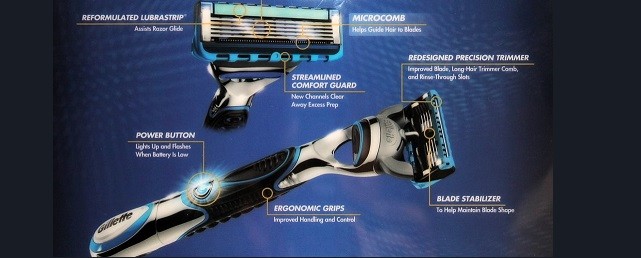 REFORMULATED LUBRASTRIP®
Assists Razor Glide
MICROCOMB
Helps Guide Hair to Blades
REDESIGNED PRECISION TRIMMER
Improved Blade, Long-Hair Trimmer Comb,
and Rinse-Through Slots
STREAMLINED
COMFORT GUARD
New Channels Clear
Away Excess Prep
POWER BUTTON
Lights Up and Flashes
When Battery Is Low
BLADE STABILIZER
To Help Maintain Blade Shape
ERGONOMIC GRIPS
Improved Handling and Control
Gillette